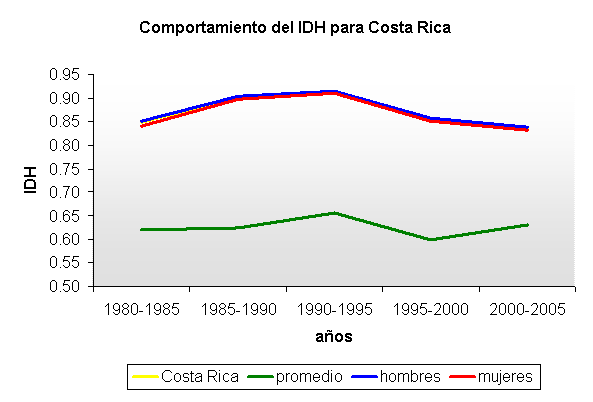 Comportamiento del IDH para Costa Rica
0.95
0.90
0.85
0.80
0.75
0.70
0.65
0.60
0.55
0.50
IDH
1980-1985 1985-1990 1990-1995 1995-2000 2000-2005
años
Costa Rica promedio hombres mujeres